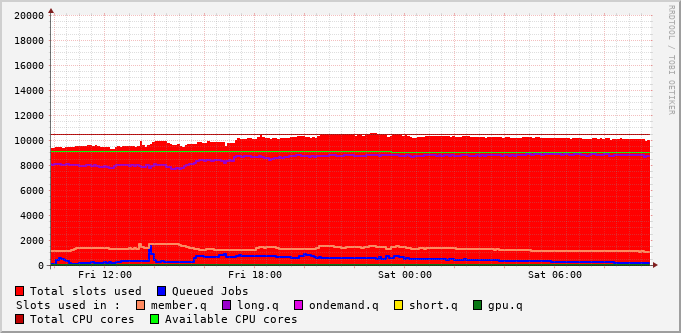 RRDTOOL / TOBI OETIKER
20000
18000
16000
14000
12000
10000
8000
6000
4000
2000
0
Fri 12:00 Fri 18:00 Sat 00:00 Sat 06:00
Total slots used Queued Jobs
Slots used in : member.q long.q ondemand.q short.q gpu.q
Total CPU cores Available CPU cores